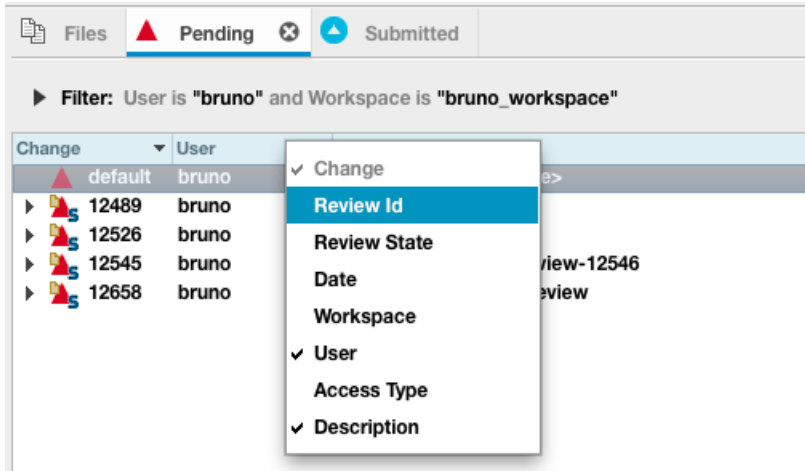 Files Pending Submitted
Filter: User is "bruno" and Workspace is "bruno_workspace"
Change User
default bruno
12489 bruno
12526 bruno
12545 bruno view-12546
12658 bruno eview
Change
Review Id
Review State
Date
Workspace
User
Access Type
Description